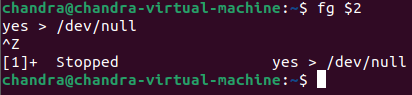 chandra@chandra-virtual-machine:~$ fg $2
yes > /dev/null
^Z
[1]+  Stopped                 yes > /dev/null
chandra@chandra-virtual-machine:~$